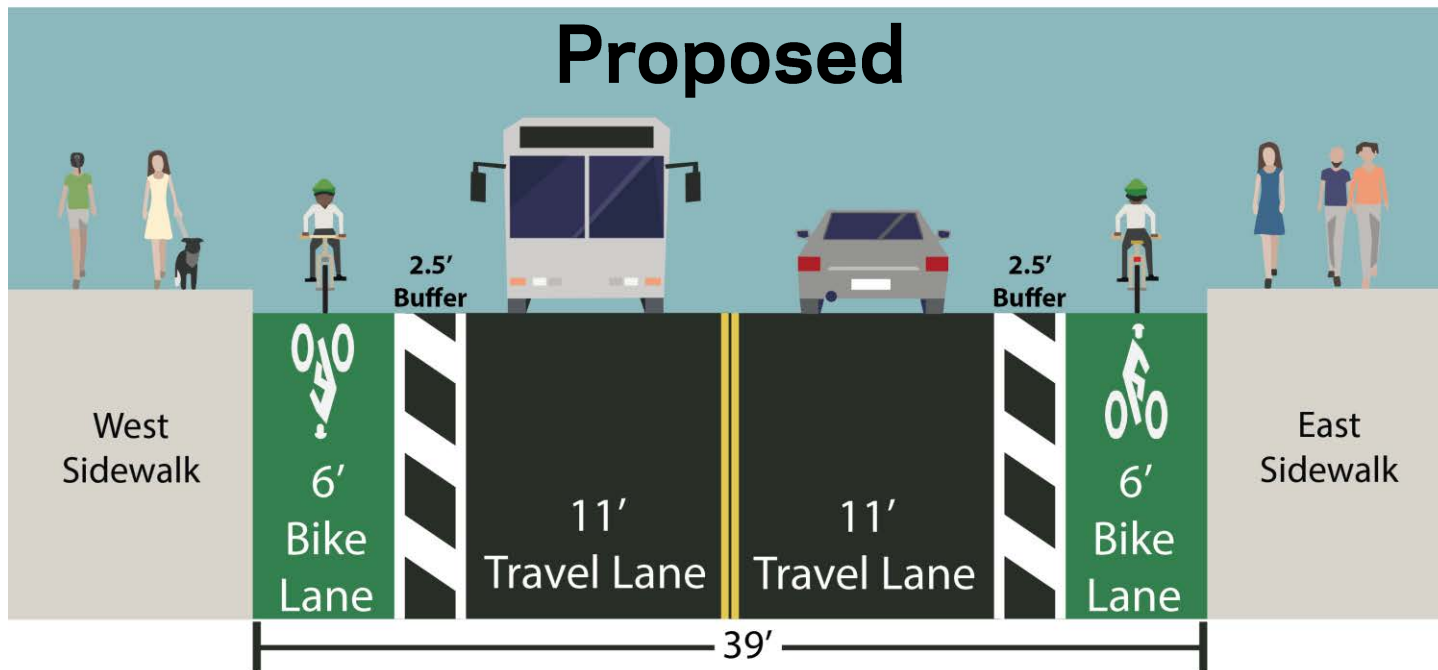 Proposed
2.5′
Buffer
2.5′
Buffer
West
Sidewalk
6′
Bike
Lane
11′
Travel Lane
11′
Travel Lane
6′
Bike
Lane
East
Sidewalk
39′